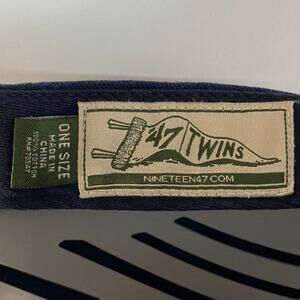 ONE SIZE
MADE IN
CHINA
100% COTTON
'47 TWINS
NINETEEN47.COM